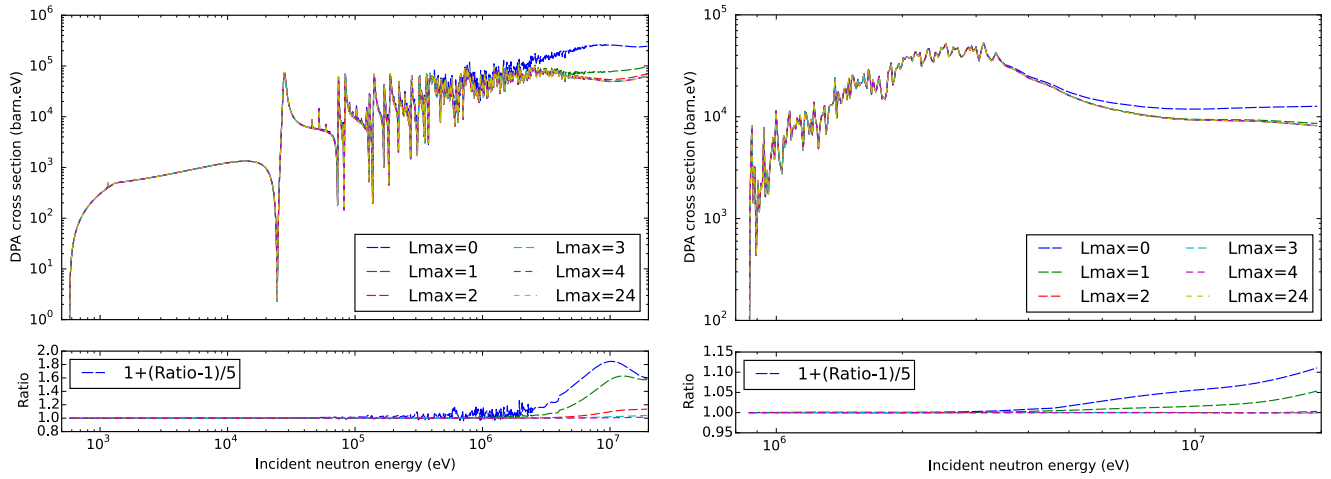 DPA cross section (barn.eV)
10^6
10^5
10^4
10^3
10^2
10^1
10^0
Lmax=0 Lmax=3
Lmax=1 Lmax=4
Lmax=2 Lmax=24
Ratio
2.0
1.8
1.6
1.4
1.2
1.0
0.8
1+(Ratio-1)/5
10^3 10^4 10^5 10^6 10^7
Incident neutron energy (eV)
DPA cross section (barn.eV)
10^5
10^4
10^3
10^2
Lmax=0 Lmax=3
Lmax=1 Lmax=4
Lmax=2 Lmax=24
Ratio
1.15
1.10
1.05
1.00
0.95
1+(Ratio-1)/5
10^6 10^7
Incident neutron energy (eV)